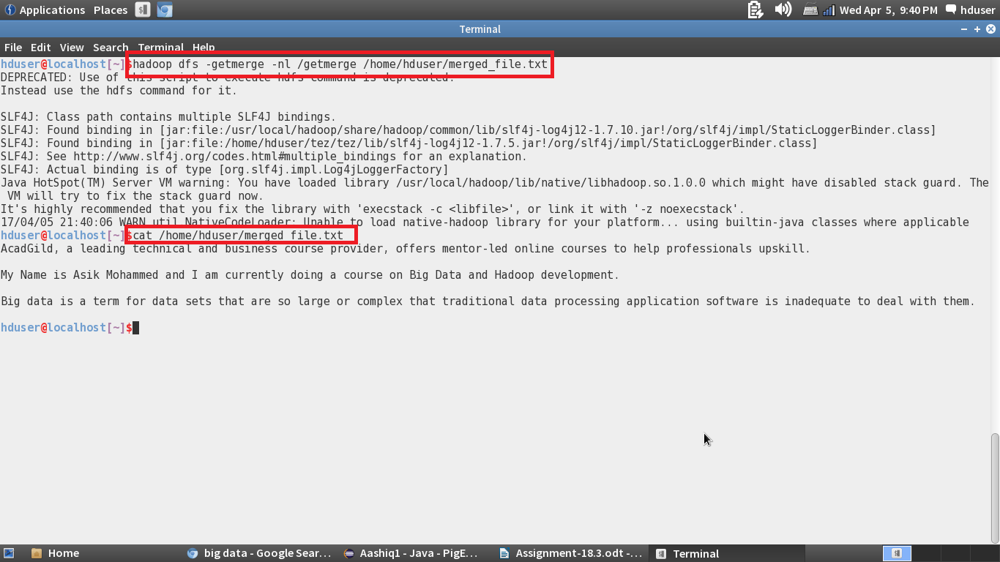 Applications Places Wed Apr 5, 9:40 PM hduser
Terminal
File Edit View Search Terminal Help
hduser@localhost[~]$hadoop dfs -getmerge -nl /getmerge /home/hduser/merged_file.txt
DEPRECATED: Use of this script to execute hdfs command is deprecated.
Instead use the hdfs command for it.
SLF4J: Class path contains multiple SLF4J bindings.
SLF4J: Found binding in [jar:file:/usr/local/hadoop/share/hadoop/common/lib/slf4j-log4j12-1.7.10.jar!/org/slf4j/impl/StaticLoggerBinder.class]
SLF4J: Found binding in [jar:file:/home/hduser/tez/tez/lib/slf4j-log4j12-1.7.5.jar!/org/slf4j/impl/StaticLoggerBinder.class]
SLF4J: See http://www.slf4j.org/codes.html#multiple_bindings for an explanation.
SLF4J: Actual binding is of type [org.slf4j.impl.Log4jLoggerFactory]
Java HotSpot(TM) Server VM warning: You have loaded library /usr/local/hadoop/lib/native/libhadoop.so.1.0.0 which might have disabled stack guard. The
VM will try to fix the stack guard now.
It's highly recommended that you fix the library with 'execstack -c <libfile>', or link it with '-z noexecstack'.
17/04/05 21:40:06 WARN util.NativeCodeLoader: Unable to load native-hadoop library for your platform... using builtin-java classes where applicable
hduser@localhost[~]$cat /home/hduser/merged_file.txt
AcadGild, a leading technical and business course provider, offers mentor-led online courses to help professionals upskill.
My Name is Asik Mohammed and I am currently doing a course on Big Data and Hadoop development.
Big data is a term for data sets that are so large or complex that traditional data processing application software is inadequate to deal with them.
hduser@localhost[~]$
Home big data - Google Sear... Aashiq1 - Java - PigE... Assignment-18.3.odt -... Terminal